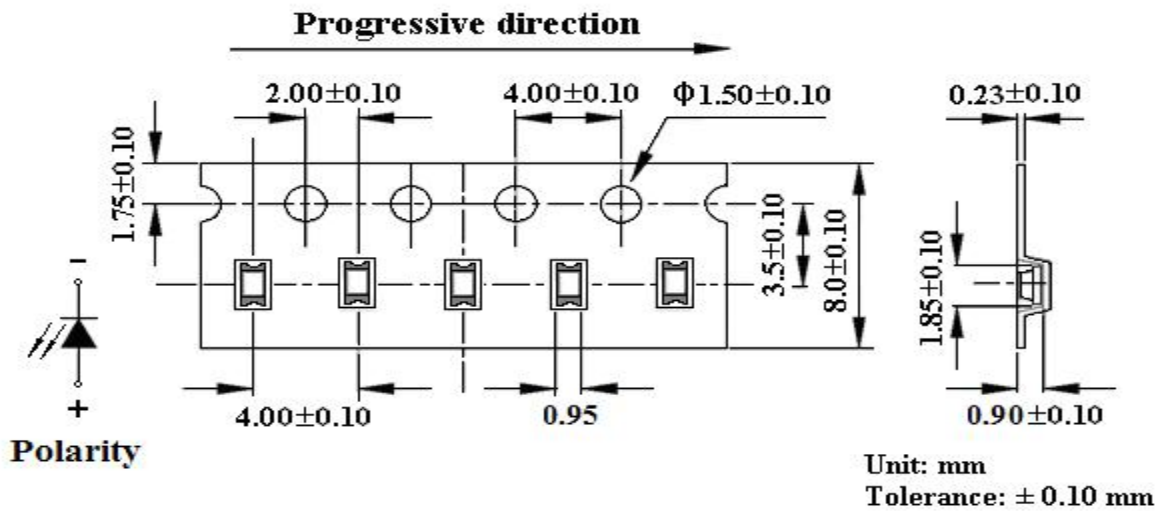 Progressive direction
2.00±0.10
4.00±0.10
Φ1.50±0.10
0.23±0.10
1.75±0.10
3.5±0.10
8.0±0.10
1.85±0.10
-
+
Polarity
4.00±0.10
0.95
0.90±0.10
Unit: mm
Tolerance: ± 0.10 mm